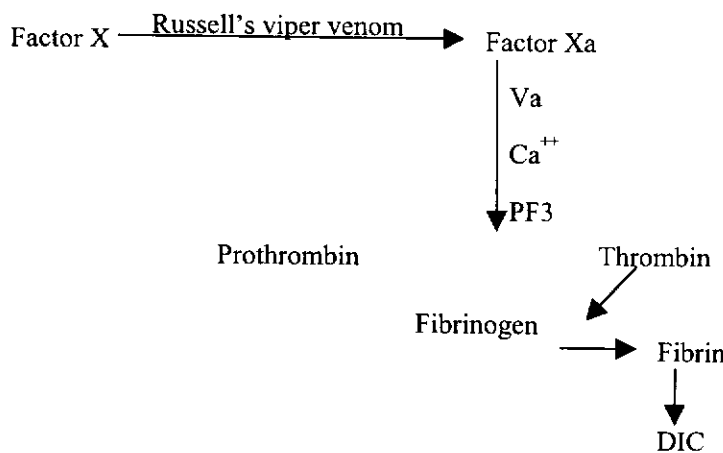 Factor X Russell's viper venom Factor Xa
Va
Ca++
PF3
Prothrombin Thrombin
Fibrinogen
Fibrin
DIC